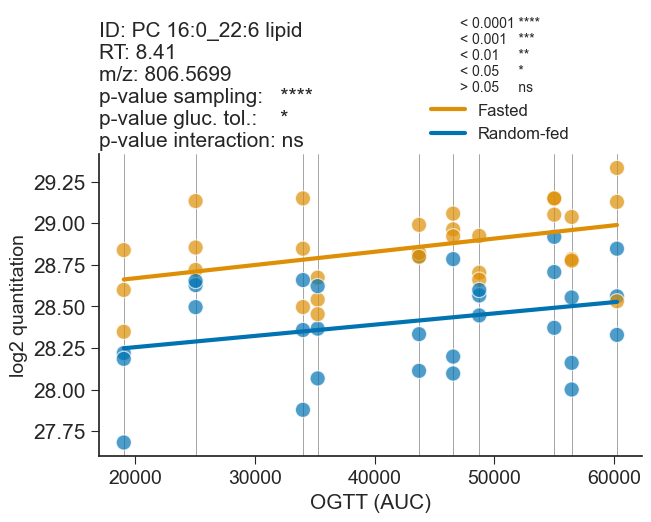 ID: PC 16:0_22:6 lipid
RT: 8.41
m/z: 806.5699
p-value sampling: ****
p-value gluc. tol.: *
p-value interaction: ns
< 0.0001 ****
< 0.001 ***
< 0.01 **
< 0.05 *
> 0.05 ns
Fasted
Random-fed
log2 quantitation
29.25
29.00
28.75
28.50
28.25
28.00
27.75
20000 30000 40000 50000 60000
OGTT (AUC)